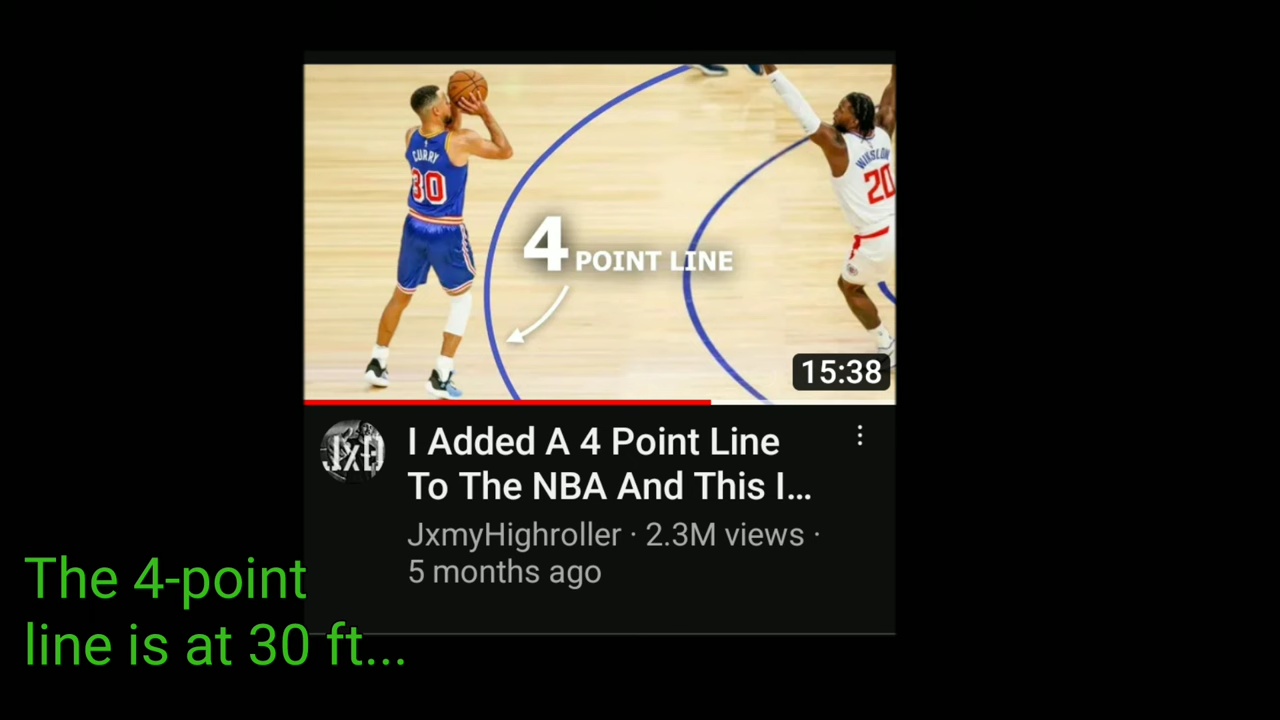 CURRY
30
WINSLOW
20
4 POINT LINE
15:38
JxD
I Added A 4 Point Line
To The NBA And This I...
JxmyHighroller · 2.3M views ·
5 months ago
The 4-point
line is at 30 ft...